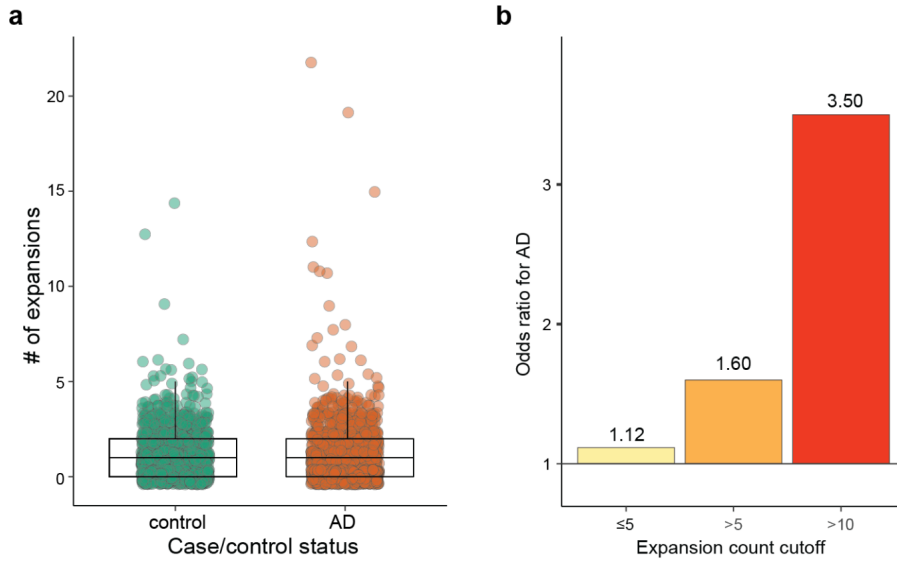 a
# of expansions
20
15
10
5
0
control AD
Case/control status
b
Odds ratio for AD
3
2
1
1.12
1.60
3.50
≤5 >5 >10
Expansion count cutoff